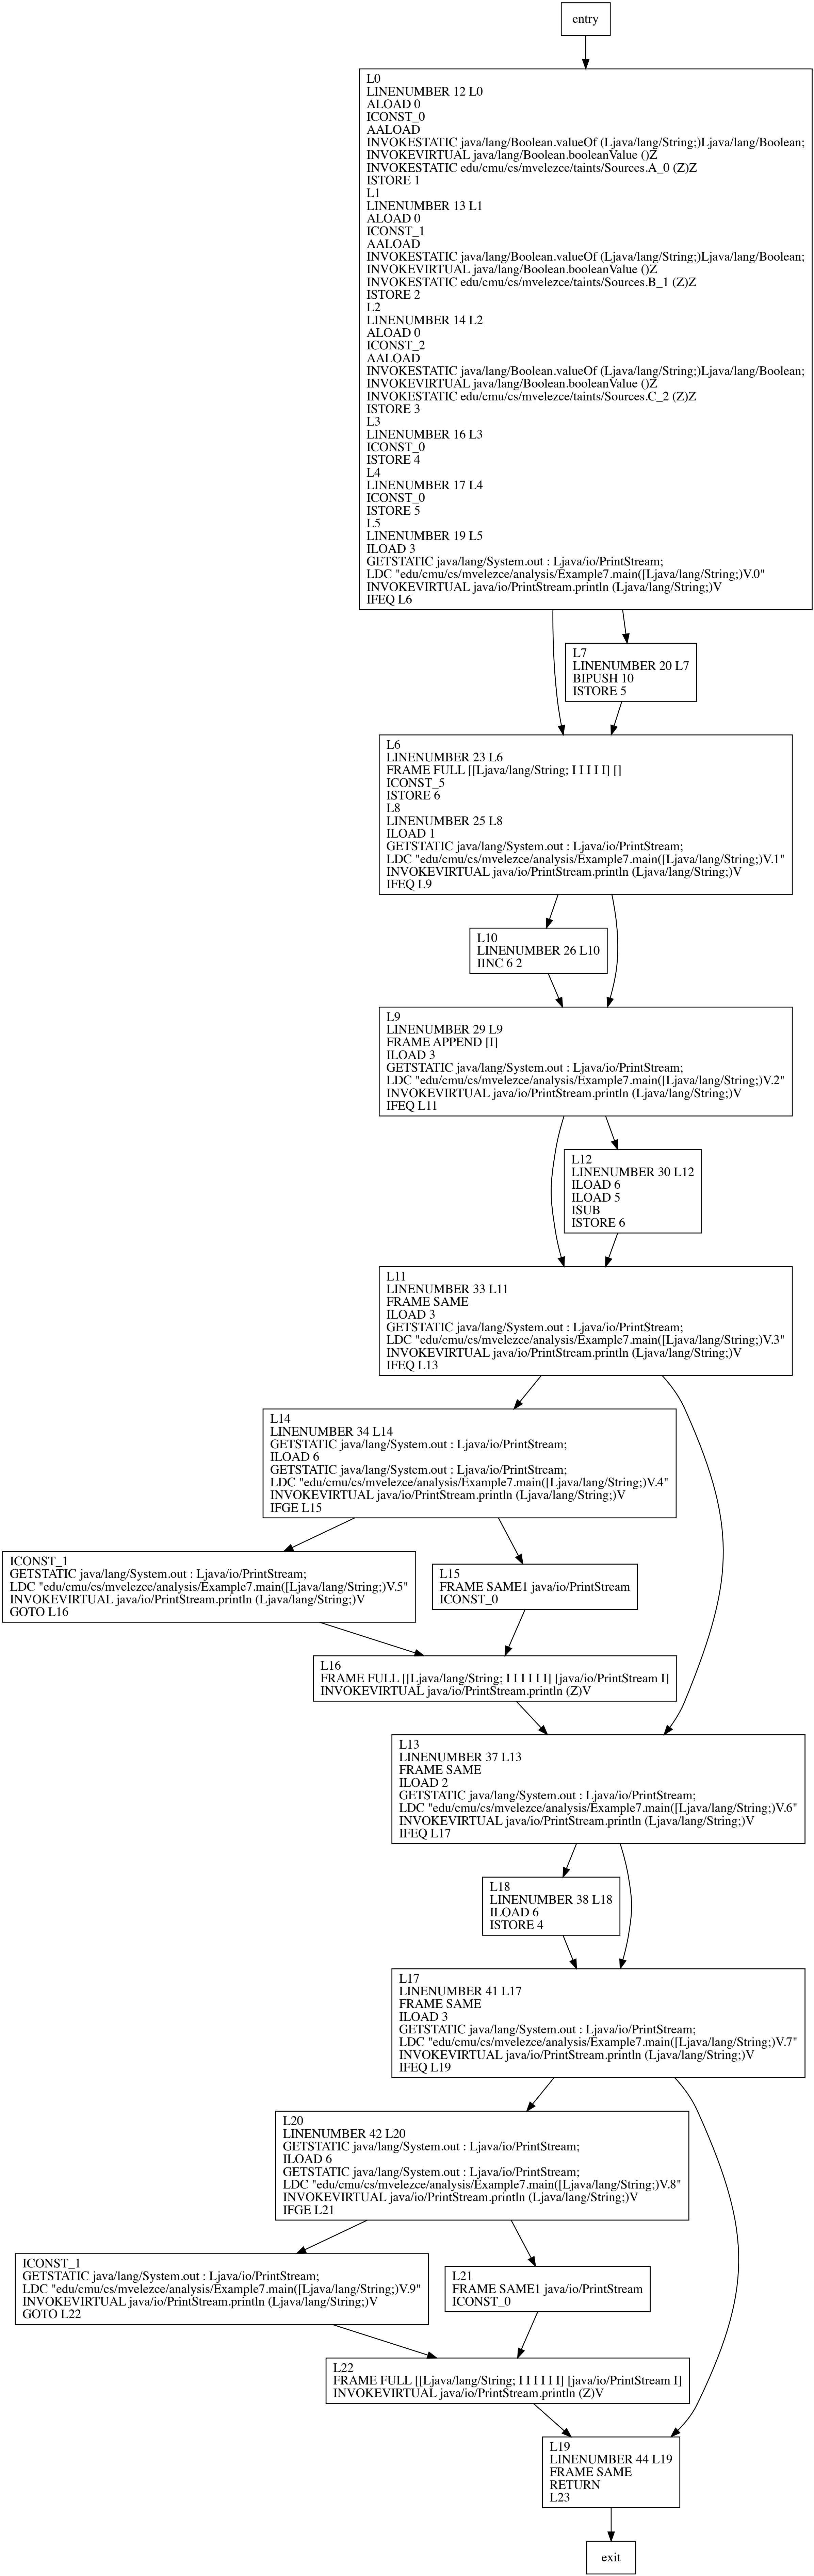 entry
L0
LINENUMBER 12 L0
ALOAD 0
ICONST_0
AALOAD
INVOKESTATIC java/lang/Boolean.valueOf (Ljava/lang/String;)Ljava/lang/Boolean;
INVOKEVIRTUAL java/lang/Boolean.booleanValue ()Z
INVOKESTATIC edu/cmu/cs/mvelezce/taints/Sources.A_0 (Z)Z
ISTORE 1
L1
LINENUMBER 13 L1
ALOAD 0
ICONST_1
AALOAD
INVOKESTATIC java/lang/Boolean.valueOf (Ljava/lang/String;)Ljava/lang/Boolean;
INVOKEVIRTUAL java/lang/Boolean.booleanValue ()Z
INVOKESTATIC edu/cmu/cs/mvelezce/taints/Sources.B_1 (Z)Z
ISTORE 2
L2
LINENUMBER 14 L2
ALOAD 0
ICONST_2
AALOAD
INVOKESTATIC java/lang/Boolean.valueOf (Ljava/lang/String;)Ljava/lang/Boolean;
INVOKEVIRTUAL java/lang/Boolean.booleanValue ()Z
INVOKESTATIC edu/cmu/cs/mvelezce/taints/Sources.C_2 (Z)Z
ISTORE 3
L3
LINENUMBER 16 L3
ICONST_0
ISTORE 4
L4
LINENUMBER 17 L4
ICONST_0
ISTORE 5
L5
LINENUMBER 19 L5
ILOAD 3
GETSTATIC java/lang/System.out : Ljava/io/PrintStream;
LDC "edu/cmu/cs/mvelezce/analysis/Example7.main([Ljava/lang/String;)V.0"
INVOKEVIRTUAL java/io/PrintStream.println (Ljava/lang/String;)V
IFEQ L6
L7
LINENUMBER 20 L7
BIPUSH 10
ISTORE 5
L6
LINENUMBER 23 L6
FRAME FULL [[Ljava/lang/String; I I I I I] []
ICONST_5
ISTORE 6
L8
LINENUMBER 25 L8
ILOAD 1
GETSTATIC java/lang/System.out : Ljava/io/PrintStream;
LDC "edu/cmu/cs/mvelezce/analysis/Example7.main([Ljava/lang/String;)V.1"
INVOKEVIRTUAL java/io/PrintStream.println (Ljava/lang/String;)V
IFEQ L9
L10
LINENUMBER 26 L10
IINC 6 2
L9
LINENUMBER 29 L9
FRAME APPEND [I]
ILOAD 3
GETSTATIC java/lang/System.out : Ljava/io/PrintStream;
LDC "edu/cmu/cs/mvelezce/analysis/Example7.main([Ljava/lang/String;)V.2"
INVOKEVIRTUAL java/io/PrintStream.println (Ljava/lang/String;)V
IFEQ L11
L12
LINENUMBER 30 L12
ILOAD 6
ILOAD 5
ISUB
ISTORE 6
L11
LINENUMBER 33 L11
FRAME SAME
ILOAD 3
GETSTATIC java/lang/System.out : Ljava/io/PrintStream;
LDC "edu/cmu/cs/mvelezce/analysis/Example7.main([Ljava/lang/String;)V.3"
INVOKEVIRTUAL java/io/PrintStream.println (Ljava/lang/String;)V
IFEQ L13
L14
LINENUMBER 34 L14
GETSTATIC java/lang/System.out : Ljava/io/PrintStream;
ILOAD 6
GETSTATIC java/lang/System.out : Ljava/io/PrintStream;
LDC "edu/cmu/cs/mvelezce/analysis/Example7.main([Ljava/lang/String;)V.4"
INVOKEVIRTUAL java/io/PrintStream.println (Ljava/lang/String;)V
IFGE L15
ICONST_1
GETSTATIC java/lang/System.out : Ljava/io/PrintStream;
LDC "edu/cmu/cs/mvelezce/analysis/Example7.main([Ljava/lang/String;)V.5"
INVOKEVIRTUAL java/io/PrintStream.println (Ljava/lang/String;)V
GOTO L16
L15
FRAME SAME1 java/io/PrintStream
ICONST_0
L16
FRAME FULL [[Ljava/lang/String; I I I I I I] [java/io/PrintStream I]
INVOKEVIRTUAL java/io/PrintStream.println (Z)V
L13
LINENUMBER 37 L13
FRAME SAME
ILOAD 2
GETSTATIC java/lang/System.out : Ljava/io/PrintStream;
LDC "edu/cmu/cs/mvelezce/analysis/Example7.main([Ljava/lang/String;)V.6"
INVOKEVIRTUAL java/io/PrintStream.println (Ljava/lang/String;)V
IFEQ L17
L18
LINENUMBER 38 L18
ILOAD 6
ISTORE 4
L17
LINENUMBER 41 L17
FRAME SAME
ILOAD 3
GETSTATIC java/lang/System.out : Ljava/io/PrintStream;
LDC "edu/cmu/cs/mvelezce/analysis/Example7.main([Ljava/lang/String;)V.7"
INVOKEVIRTUAL java/io/PrintStream.println (Ljava/lang/String;)V
IFEQ L19
L20
LINENUMBER 42 L20
GETSTATIC java/lang/System.out : Ljava/io/PrintStream;
ILOAD 6
GETSTATIC java/lang/System.out : Ljava/io/PrintStream;
LDC "edu/cmu/cs/mvelezce/analysis/Example7.main([Ljava/lang/String;)V.8"
INVOKEVIRTUAL java/io/PrintStream.println (Ljava/lang/String;)V
IFGE L21
ICONST_1
GETSTATIC java/lang/System.out : Ljava/io/PrintStream;
LDC "edu/cmu/cs/mvelezce/analysis/Example7.main([Ljava/lang/String;)V.9"
INVOKEVIRTUAL java/io/PrintStream.println (Ljava/lang/String;)V
GOTO L22
L21
FRAME SAME1 java/io/PrintStream
ICONST_0
L22
FRAME FULL [[Ljava/lang/String; I I I I I I] [java/io/PrintStream I]
INVOKEVIRTUAL java/io/PrintStream.println (Z)V
L19
LINENUMBER 44 L19
FRAME SAME
RETURN
L23
exit